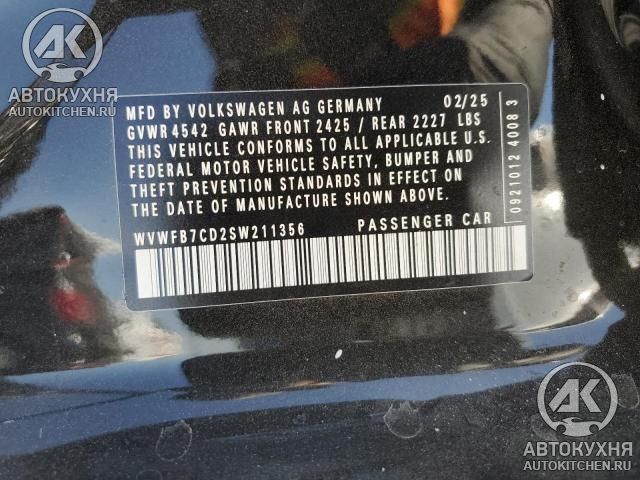 АК
АВТОКУХНЯ
AUTOKITCHEN.RU
MFD BY VOLKSWAGEN AG GERMANY 02/25
GVWR 4542 GAWR FRONT 2425 / REAR 2227 LBS
THIS VEHICLE CONFORMS TO ALL APPLICABLE U.S.
FEDERAL MOTOR VEHICLE SAFETY, BUMPER AND
THEFT PREVENTION STANDARDS IN EFFECT ON
THE DATE OF MANUFACTURE SHOWN ABOVE.
WVWFB7CD2SW211356 PASSENGER CAR
0921012 4008 3
АК
АВТОКУХНЯ
AUTOKITCHEN.RU